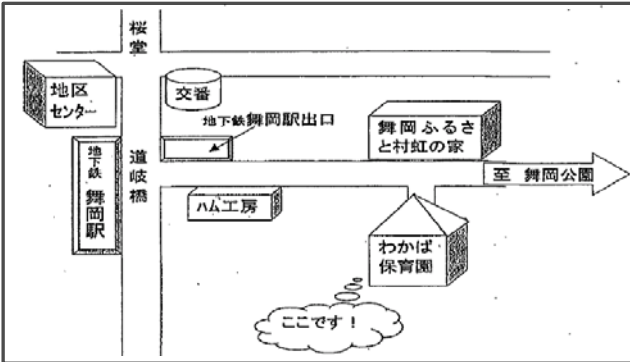 桜堂
地区
センター
交番
地下鉄舞岡駅出口
舞岡ふるさ
と村虹の家
地下鉄 舞岡駅
道岐橋
至 舞岡公園
ハム工房
わかば
保育園
ここです！